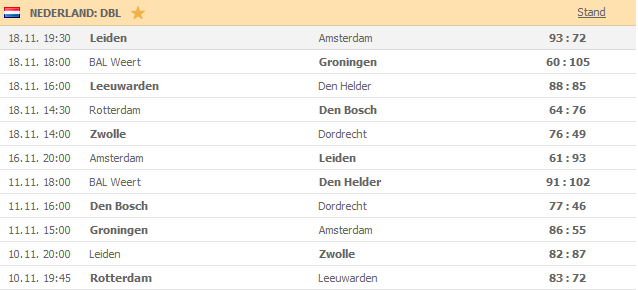 NEDERLAND: DBL Stand
18.11. 19:30 Leiden Amsterdam 93 : 72
18.11. 18:00 BAL Weert Groningen 60 : 105
18.11. 16:00 Leeuwarden Den Helder 88 : 85
18.11. 14:30 Rotterdam Den Bosch 64 : 76
18.11. 14:00 Zwolle Dordrecht 76 : 49
16.11. 20:00 Amsterdam Leiden 61 : 93
11.11. 18:00 BAL Weert Den Helder 91 : 102
11.11. 16:00 Den Bosch Dordrecht 77 : 46
11.11. 15:00 Groningen Amsterdam 86 : 55
10.11. 20:00 Leiden Zwolle 82 : 87
10.11. 19:45 Rotterdam Leeuwarden 83 : 72